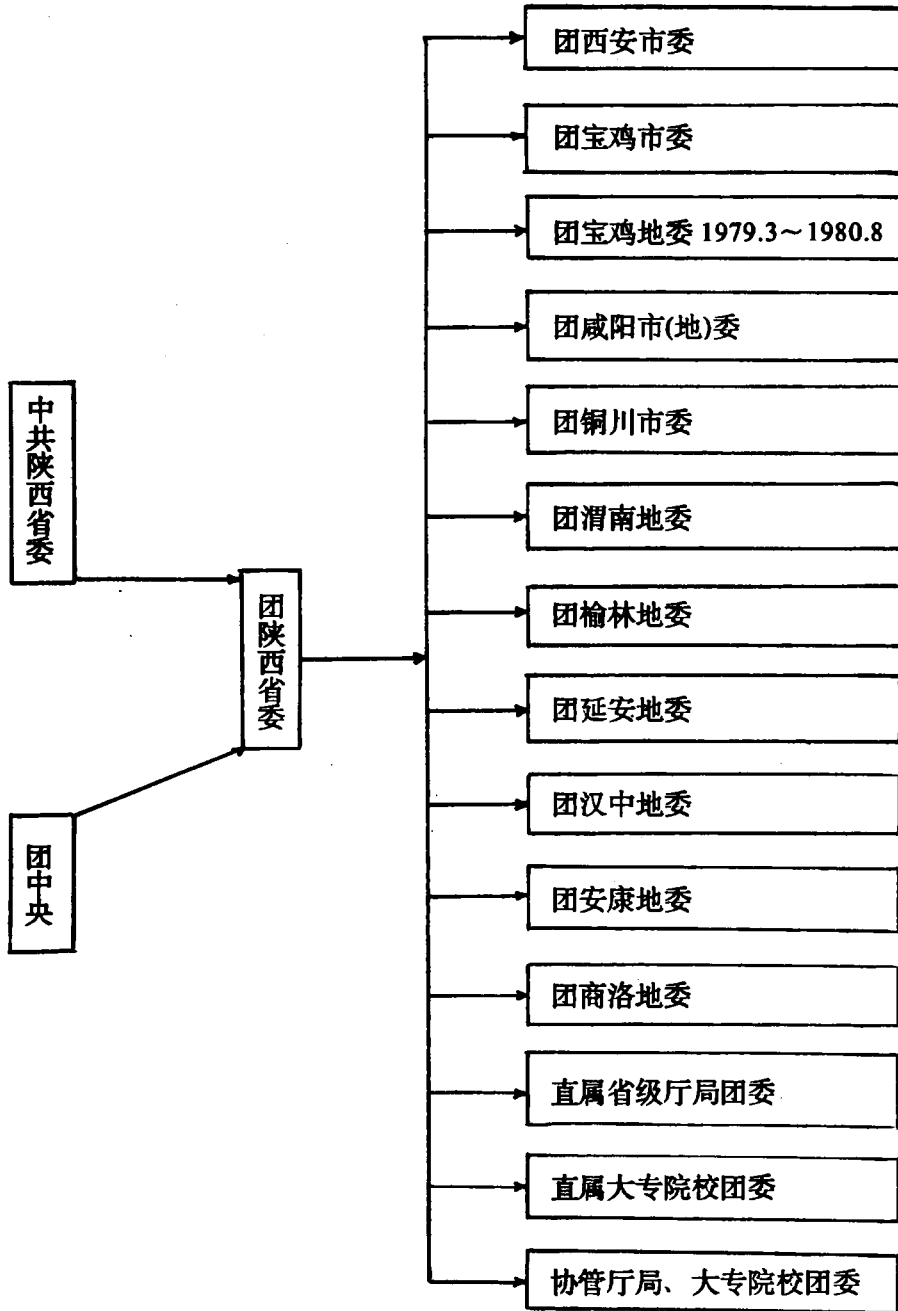 中共陕西省委
团中央
团陕西省委
团西安市委
团宝鸡市委
团宝鸡地委 1979.3～1980.8
团咸阳市(地)委
团铜川市委
团渭南地委
团榆林地委
团延安地委
团汉中地委
团安康地委
团商洛地委
直属省级厅局团委
直属大专院校团委
协管厅局、大专院校团委